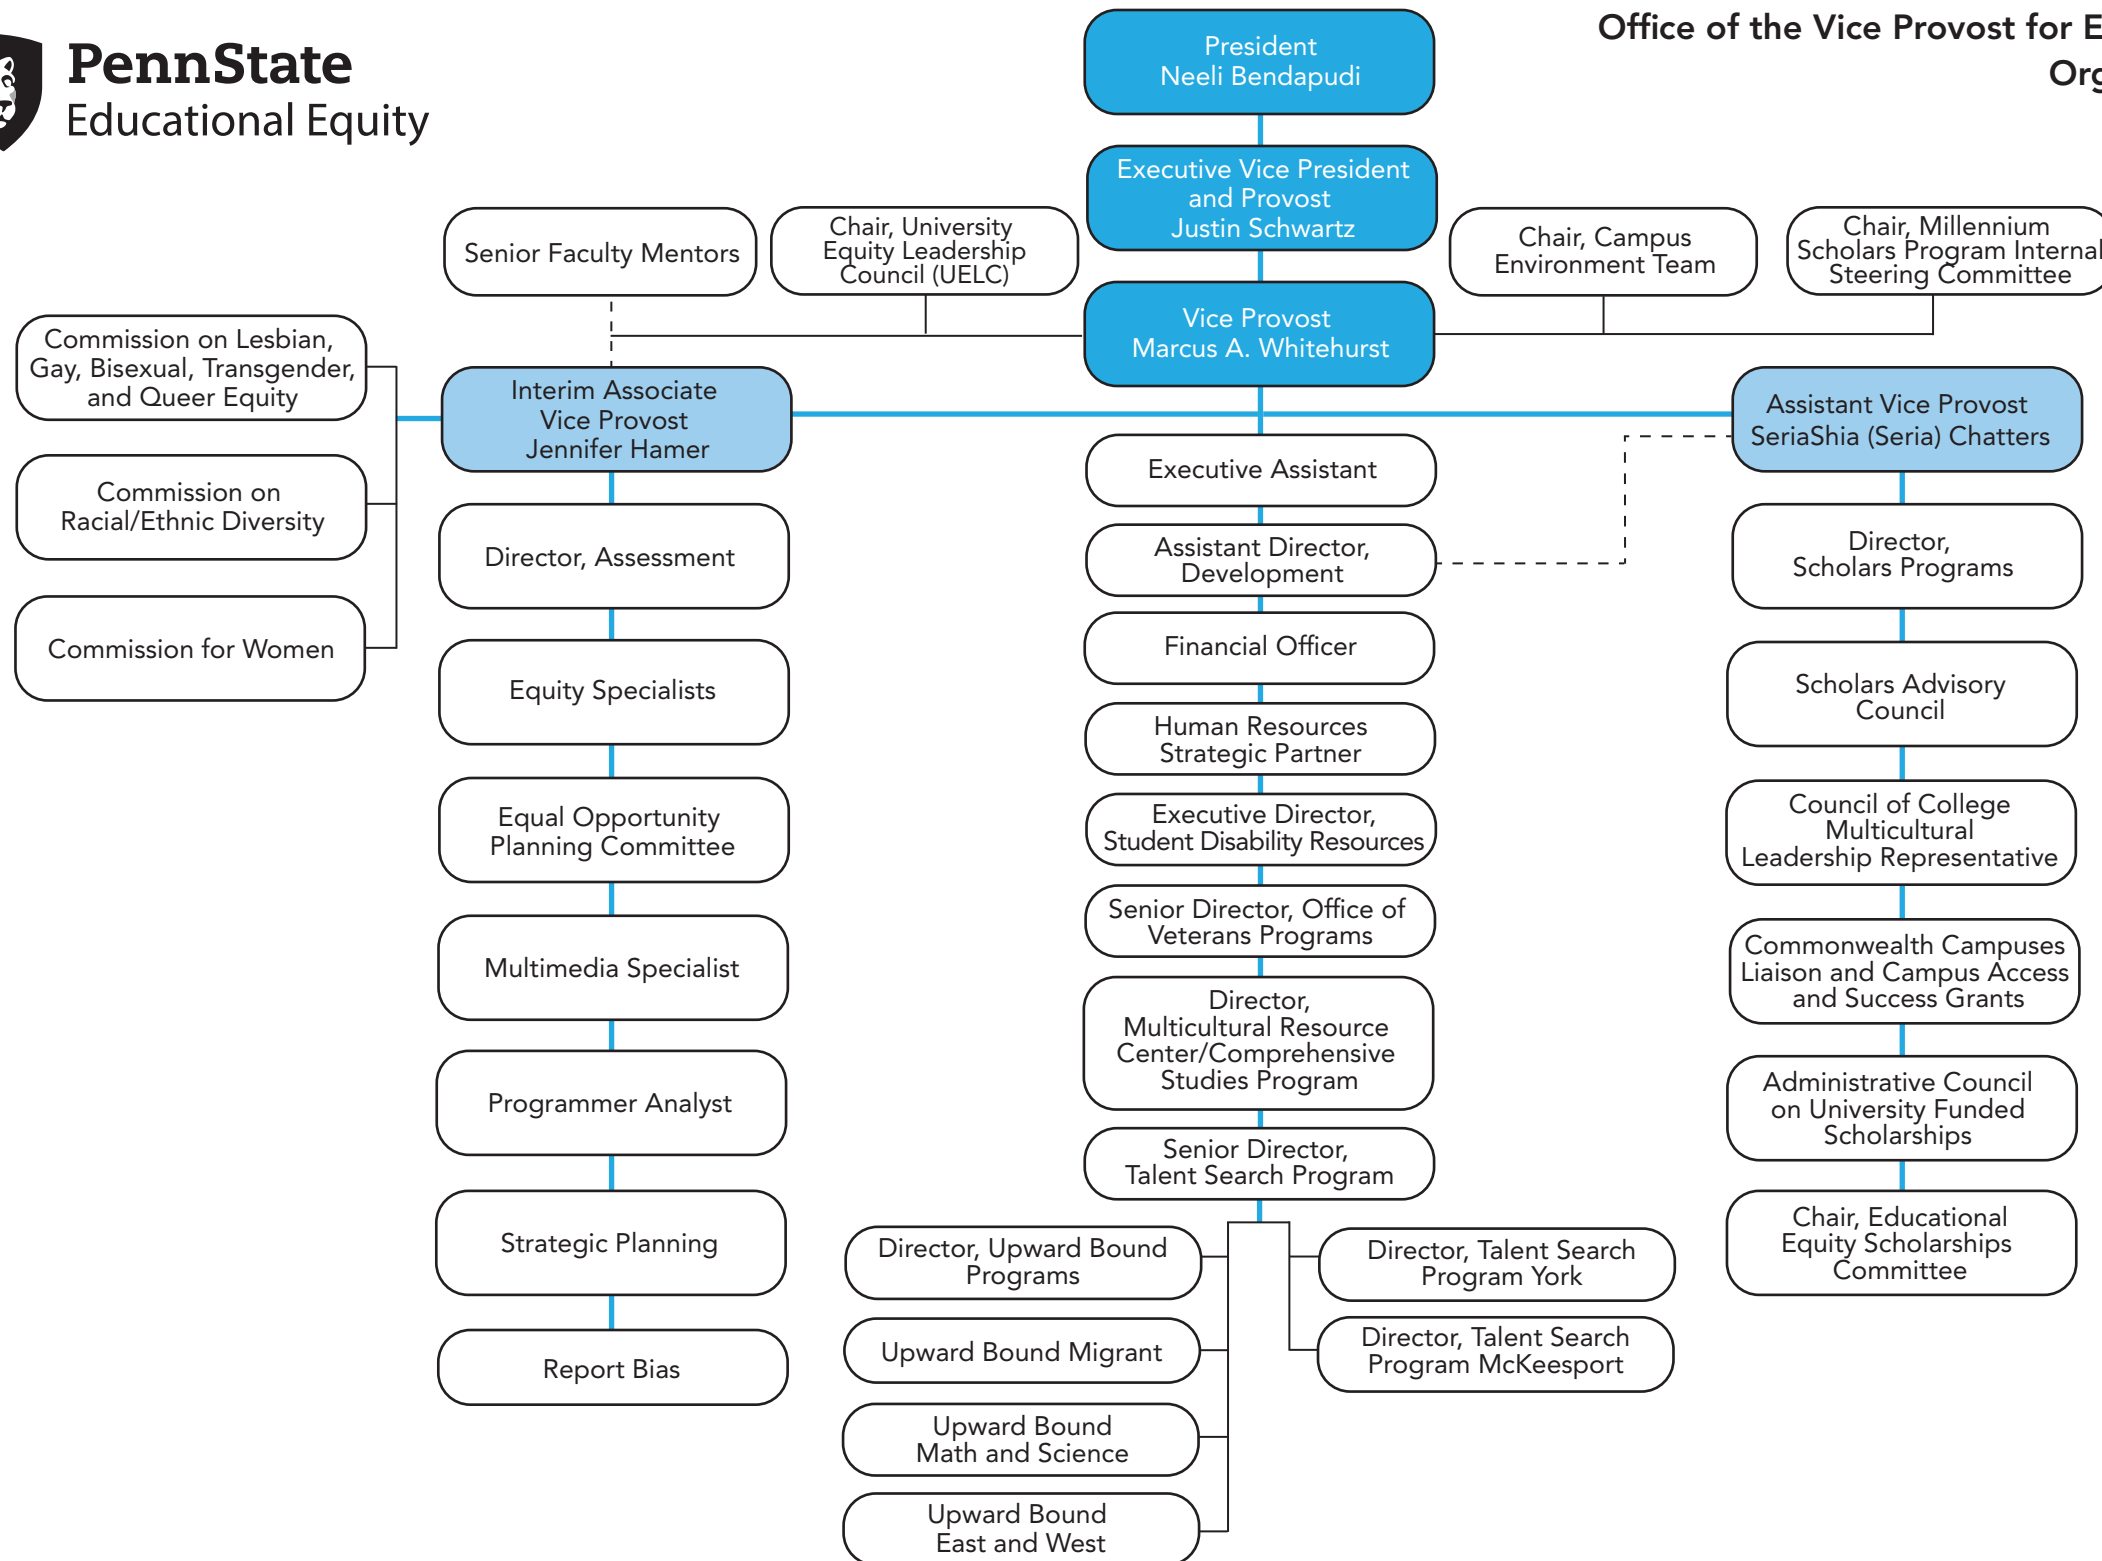 PennState
Educational Equity
Office of the Vice Provost for E
Org
President
Neeli Bendapudi
Executive Vice President
and Provost
Justin Schwartz
Senior Faculty Mentors
Chair, University
Equity Leadership
Council (UELC)
Chair, Campus
Environment Team
Chair, Millennium
Scholars Program Internal
Steering Committee
Vice Provost
Marcus A. Whitehurst
Commission on Lesbian,
Gay, Bisexual, Transgender,
and Queer Equity
Commission on
Racial/Ethnic Diversity
Commission for Women
Interim Associate
Vice Provost
Jennifer Hamer
Director, Assessment
Equity Specialists
Equal Opportunity
Planning Committee
Multimedia Specialist
Programmer Analyst
Strategic Planning
Report Bias
Executive Assistant
Assistant Director,
Development
Financial Officer
Human Resources
Strategic Partner
Executive Director,
Student Disability Resources
Senior Director, Office of
Veterans Programs
Director,
Multicultural Resource
Center/Comprehensive
Studies Program
Senior Director,
Talent Search Program
Director, Upward Bound
Programs
Upward Bound Migrant
Upward Bound
Math and Science
Upward Bound
East and West
Director, Talent Search
Program York
Director, Talent Search
Program McKeesport
Assistant Vice Provost
SeriaShia (Seria) Chatters
Director,
Scholars Programs
Scholars Advisory
Council
Council of College
Multicultural
Leadership Representative
Commonwealth Campuses
Liaison and Campus Access
and Success Grants
Administrative Council
on University Funded
Scholarships
Chair, Educational
Equity Scholarships
Committee